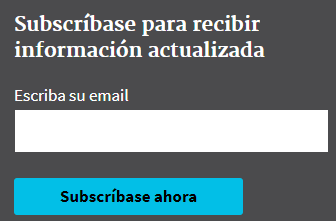 Subscríbase para recibir
información actualizada
Escriba su email
Subscríbase ahora